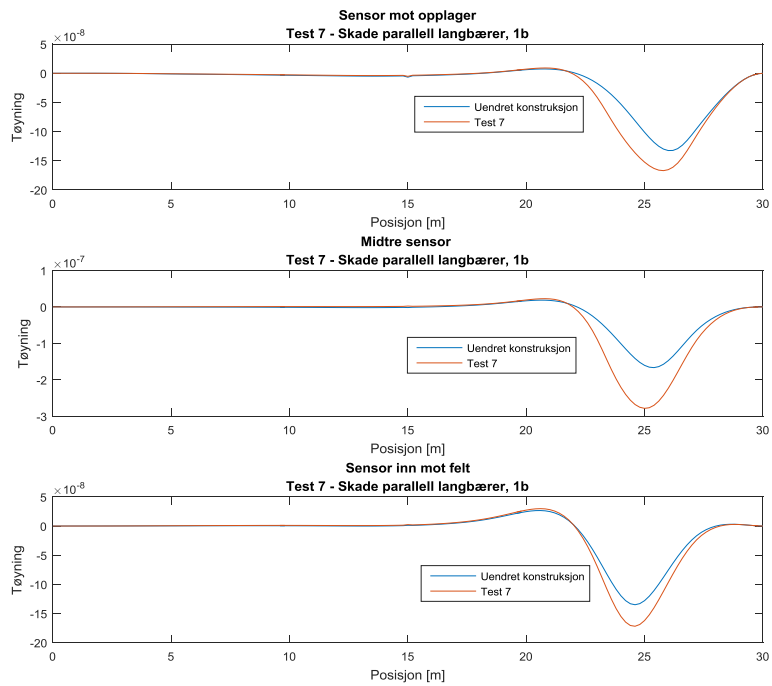 Sensor mot opplager
Test 7 - Skade parallell langbærer, 1b
×10⁻⁸
5
0
-5
-10
-15
-20
Tøyning
Uendret konstruksjon
Test 7
0 5 10 15 20 25 30
Posisjon [m]
Midtre sensor
Test 7 - Skade parallell langbærer, 1b
×10⁻⁷
1
0
-1
-2
-3
Tøyning
Uendret konstruksjon
Test 7
0 5 10 15 20 25 30
Posisjon [m]
Sensor inn mot felt
Test 7 - Skade parallell langbærer, 1b
×10⁻⁸
5
0
-5
-10
-15
-20
Tøyning
Uendret konstruksjon
Test 7
0 5 10 15 20 25 30
Posisjon [m]